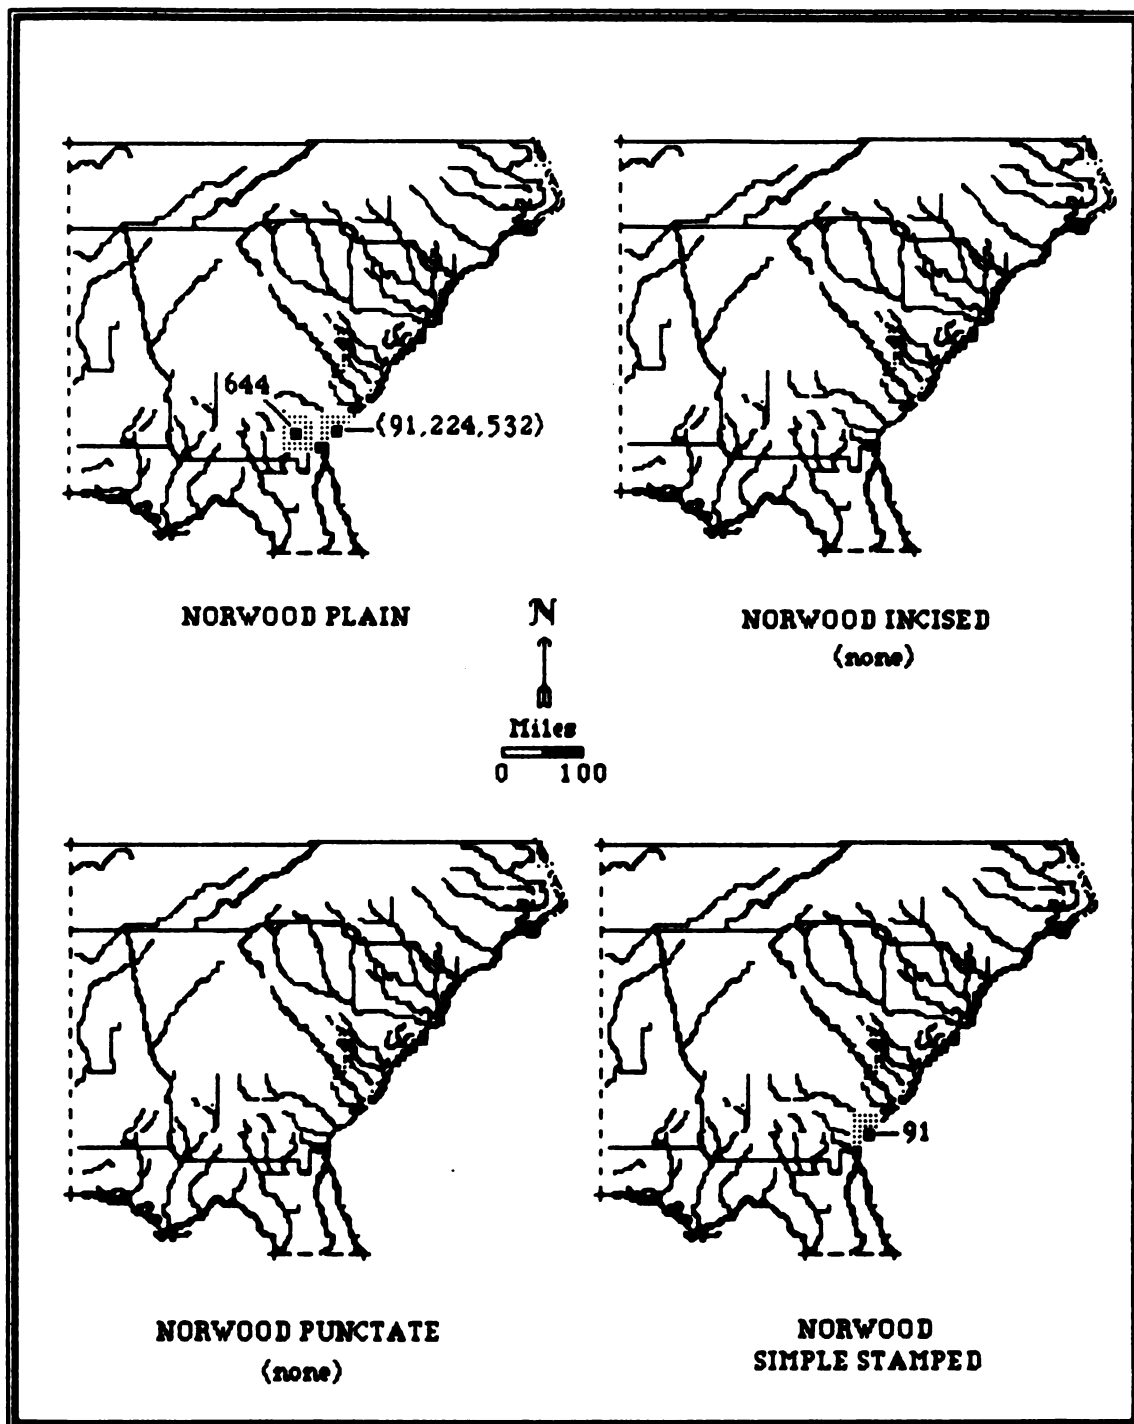 644
(91,224,532)
NORWOOD PLAIN
NORWOOD INCISED
(none)
N
Miles
0 100
91
NORWOOD PUNCTATE
(none)
NORWOOD
SIMPLE STAMPED